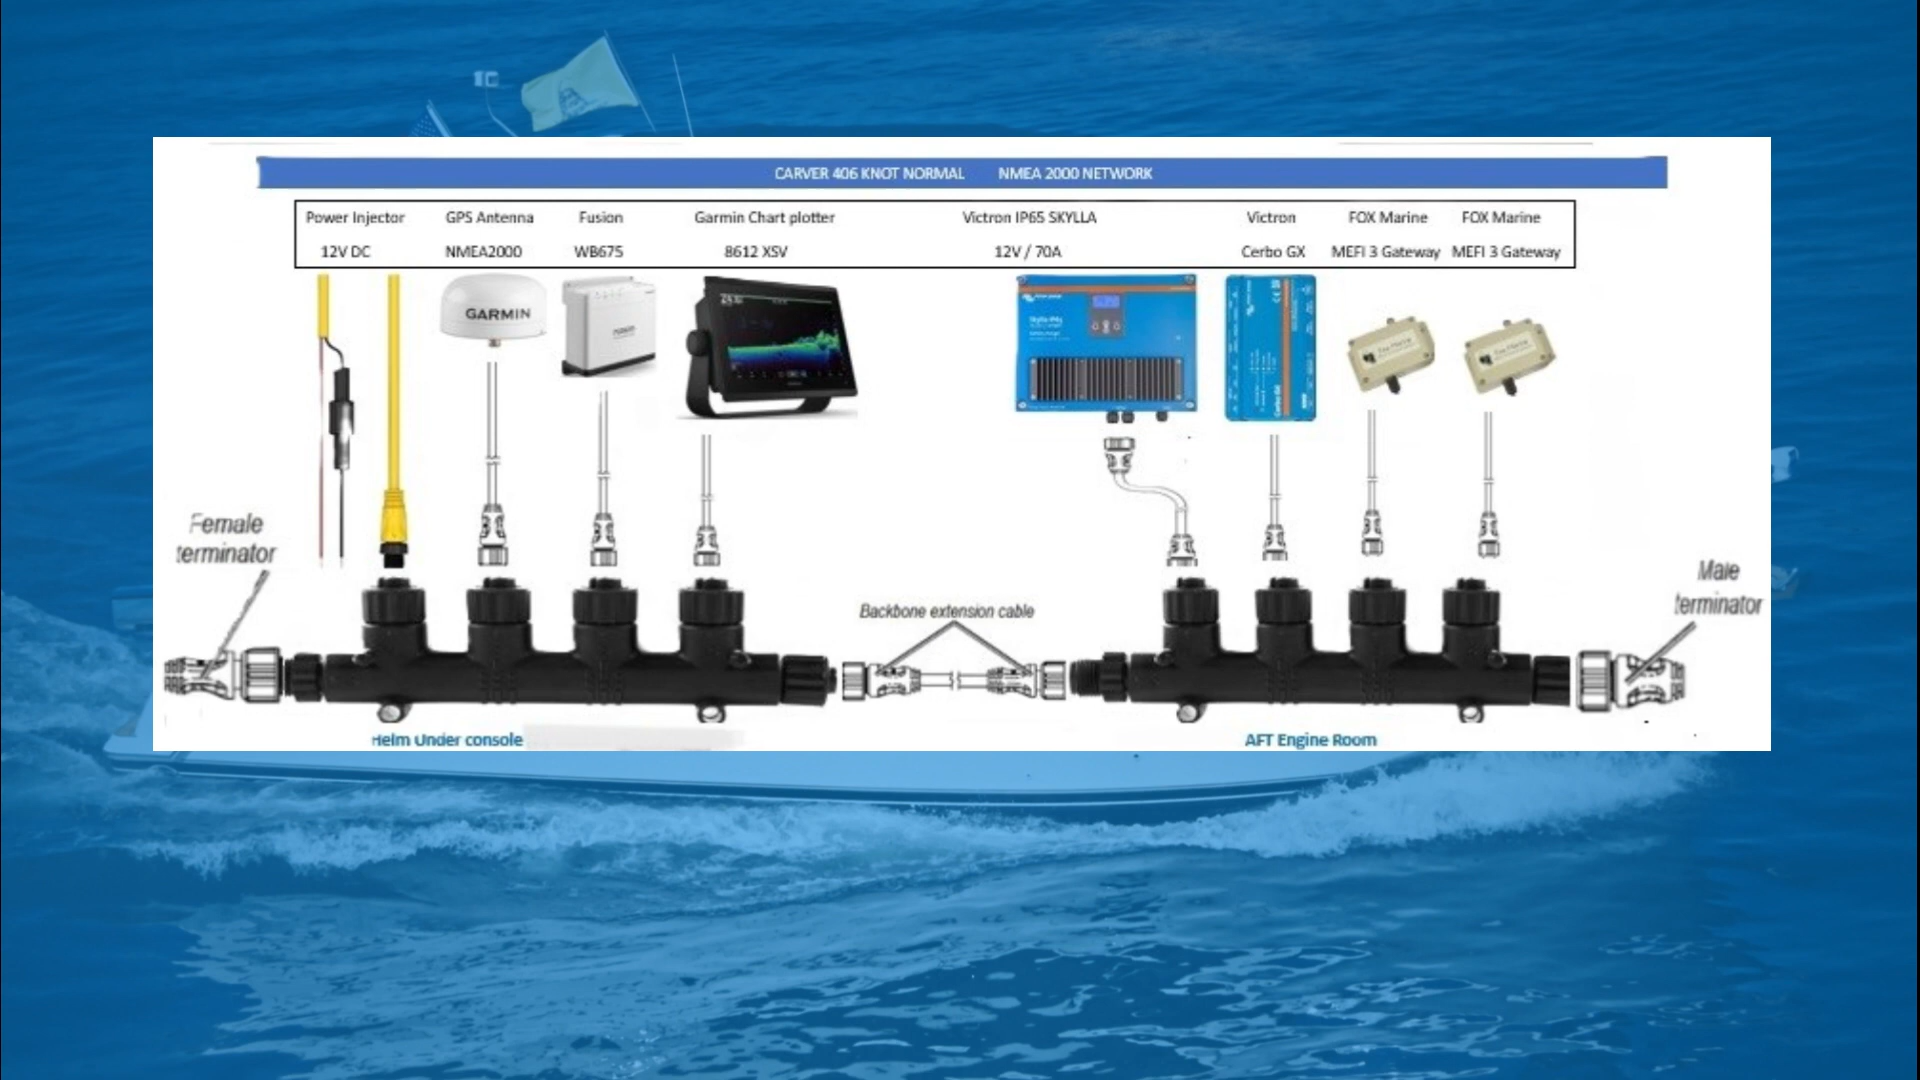 CARVER 406 KNOT NORMAL NMEA 2000 NETWORK
Power Injector GPS Antenna Fusion Garmin Chart plotter Victron IP65 SKYLLA Victron FOX Marine FOX Marine
12V DC NMEA2000 WB675 8612 XSV 12V / 70A Cerbo GX MEFI 3 Gateway MEFI 3 Gateway
GARMIN
Cerbo GX
Female
terminator
Male
terminator
Backbone extension cable
Helm Under console
AFT Engine Room